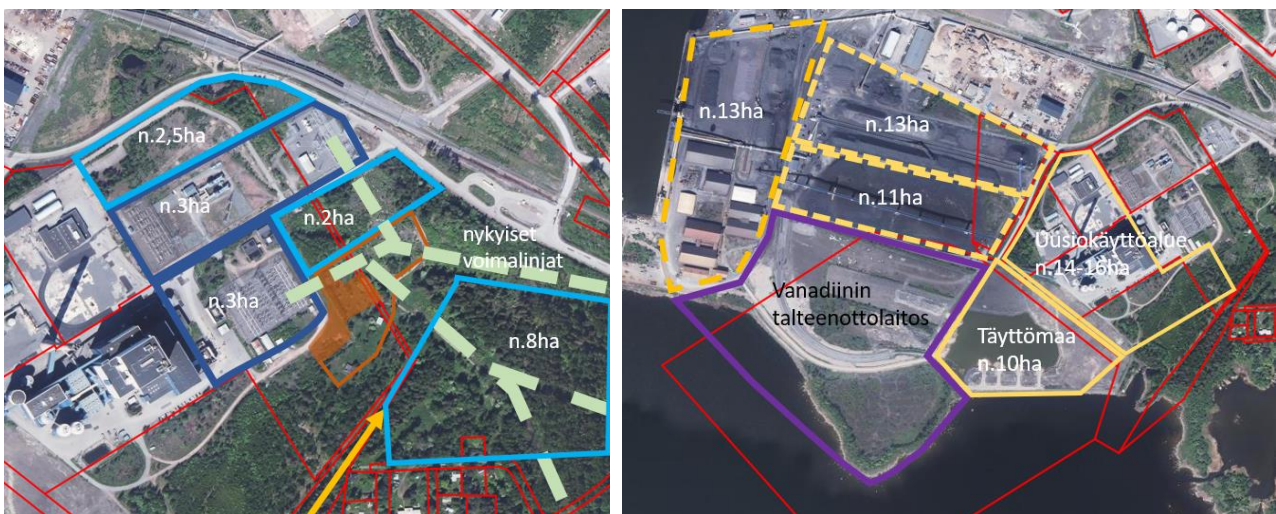 n.2,5ha
n.3ha
n.2ha
nykyiset
voimalinjat
n.3ha
n.8ha
n.13ha
n.13ha
n.11ha
Uusiokäyttöalue
n.14-16ha
Vanadiinin
talteenottolaitos
Täyttömaa
n.10ha